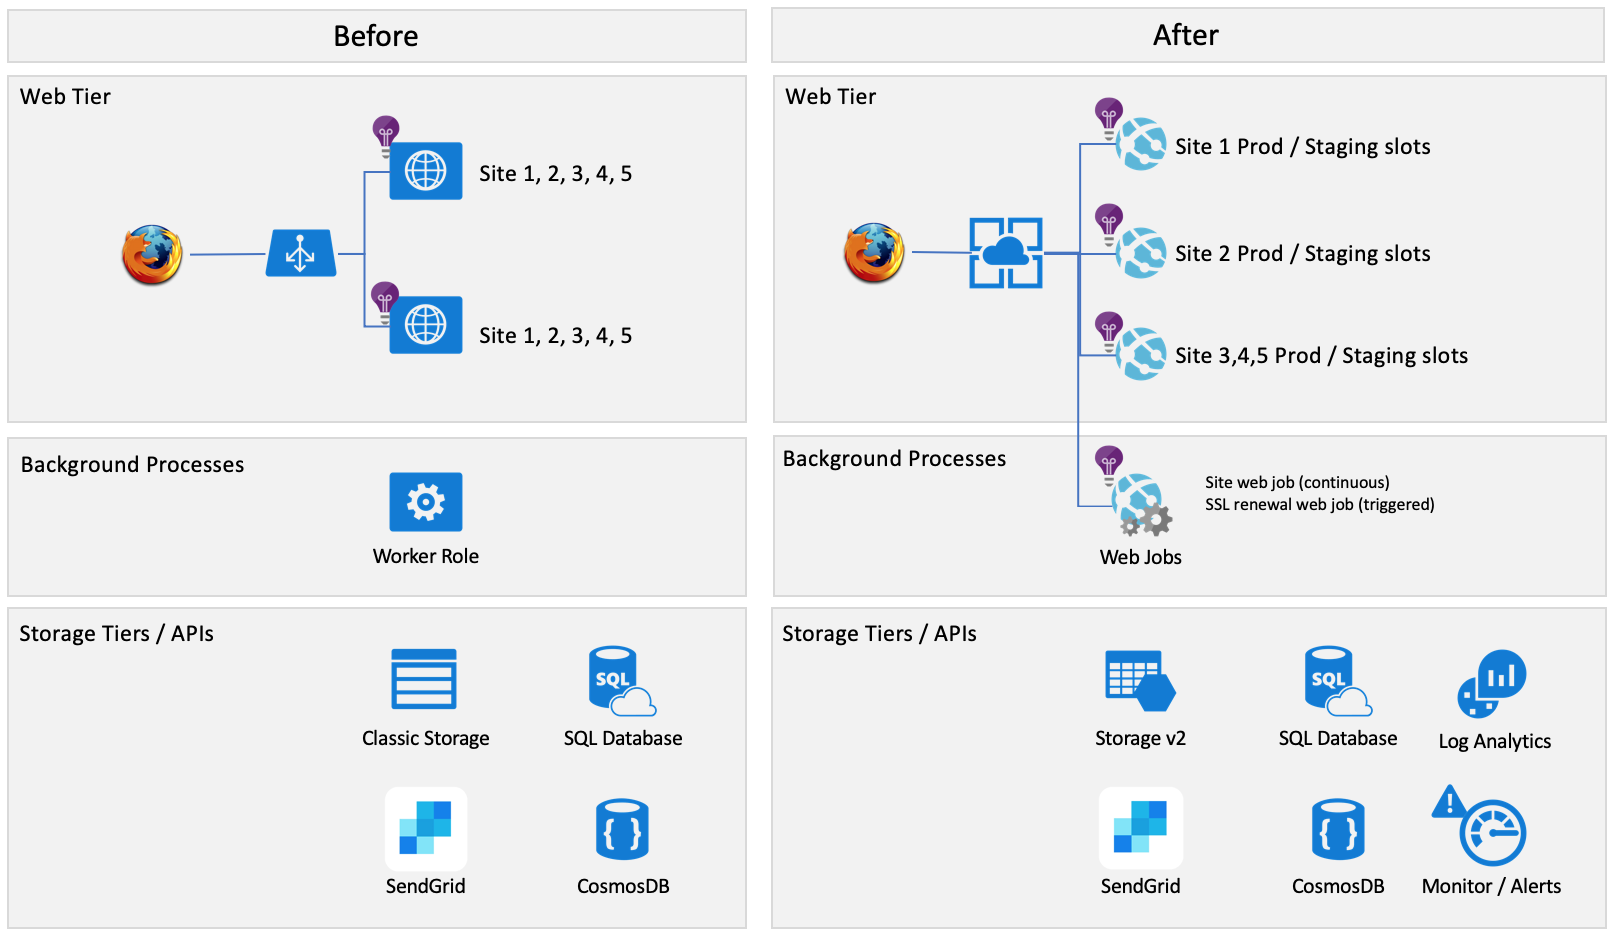 Before
Web Tier
Site 1, 2, 3, 4, 5
Site 1, 2, 3, 4, 5
Background Processes
Worker Role
Storage Tiers / APIs
Classic Storage
SQL
SQL Database
SendGrid
{ }
CosmosDB
After
Web Tier
Site 1 Prod / Staging slots
Site 2 Prod / Staging slots
Site 3,4,5 Prod / Staging slots
Background Processes
Site web job (continuous)
SSL renewal web job (triggered)
Web Jobs
Storage Tiers / APIs
Storage v2
SQL
SQL Database
Log Analytics
SendGrid
{ }
CosmosDB
!
Monitor / Alerts